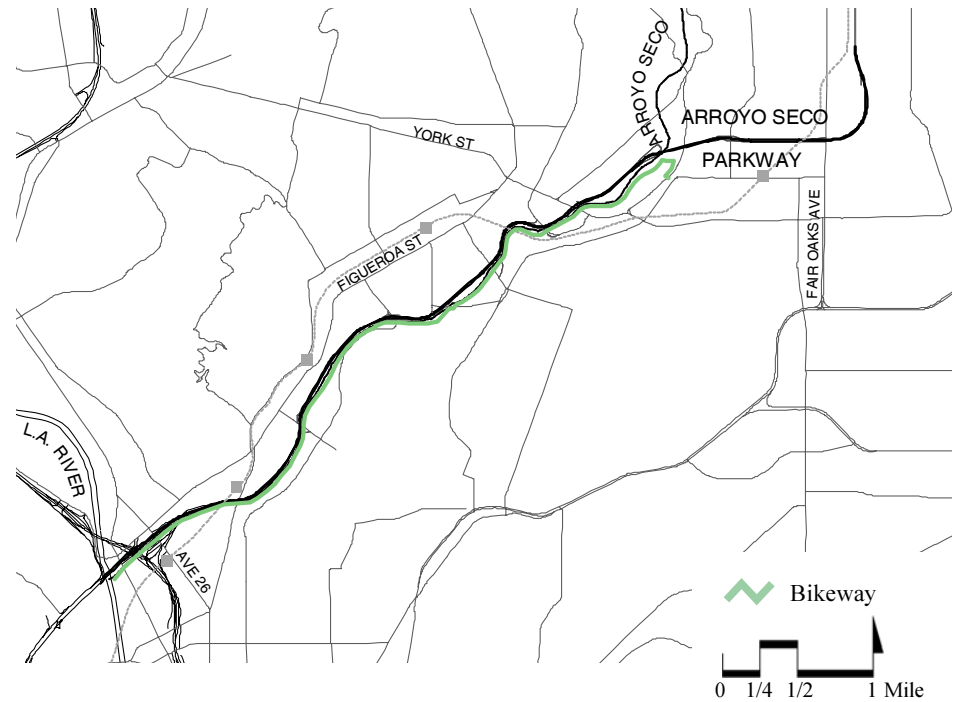 ARROYO SECO
ARROYO SECO
PARKWAY
YORK ST
FIGUEROA ST
FAIR OAKS AVE
L.A. RIVER
AVE 26
Bikeway
0 1/4 1/2 1 Mile